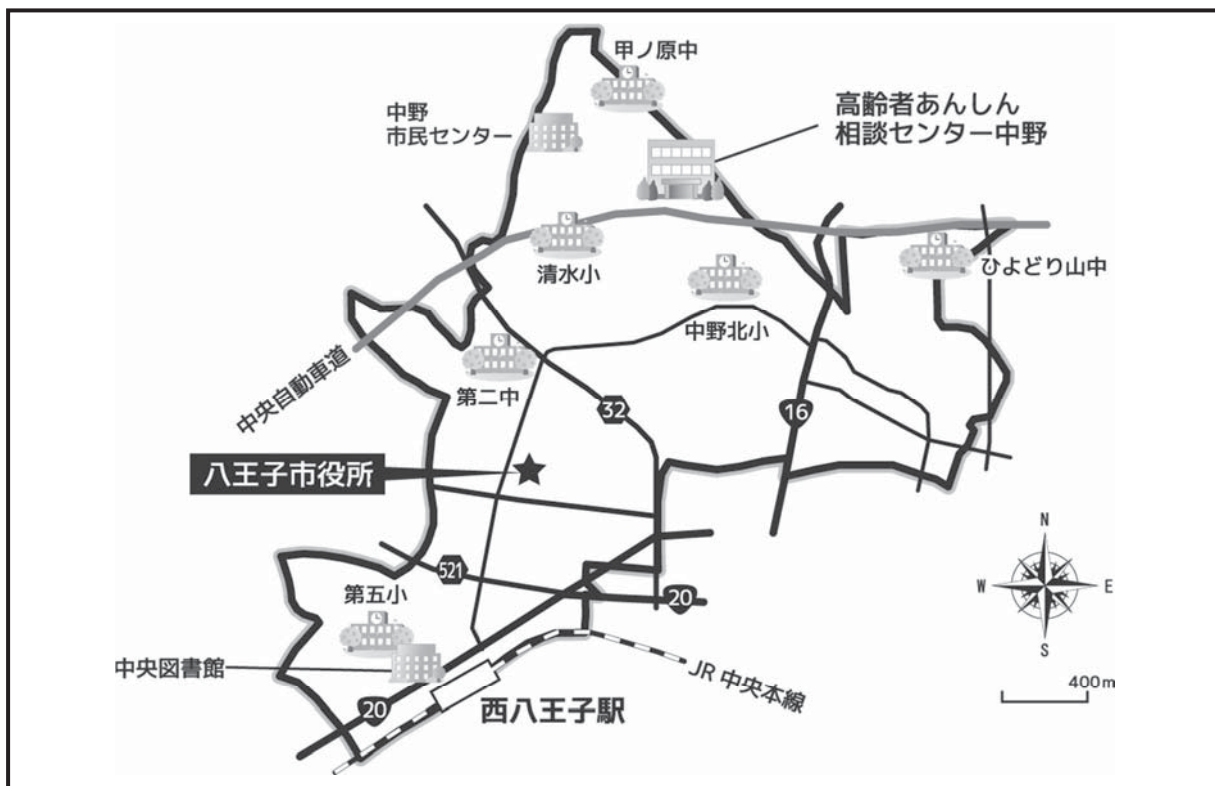 甲ノ原中
中野
市民センター
高齢者あんしん
相談センター中野
清水小
ひよどり山中
中野北小
中央自動車道
第二中
32
16
八王子市役所
N
W
E
S
521
第五小
20
中央図書館
JR 中央本線
400m
20
西八王子駅